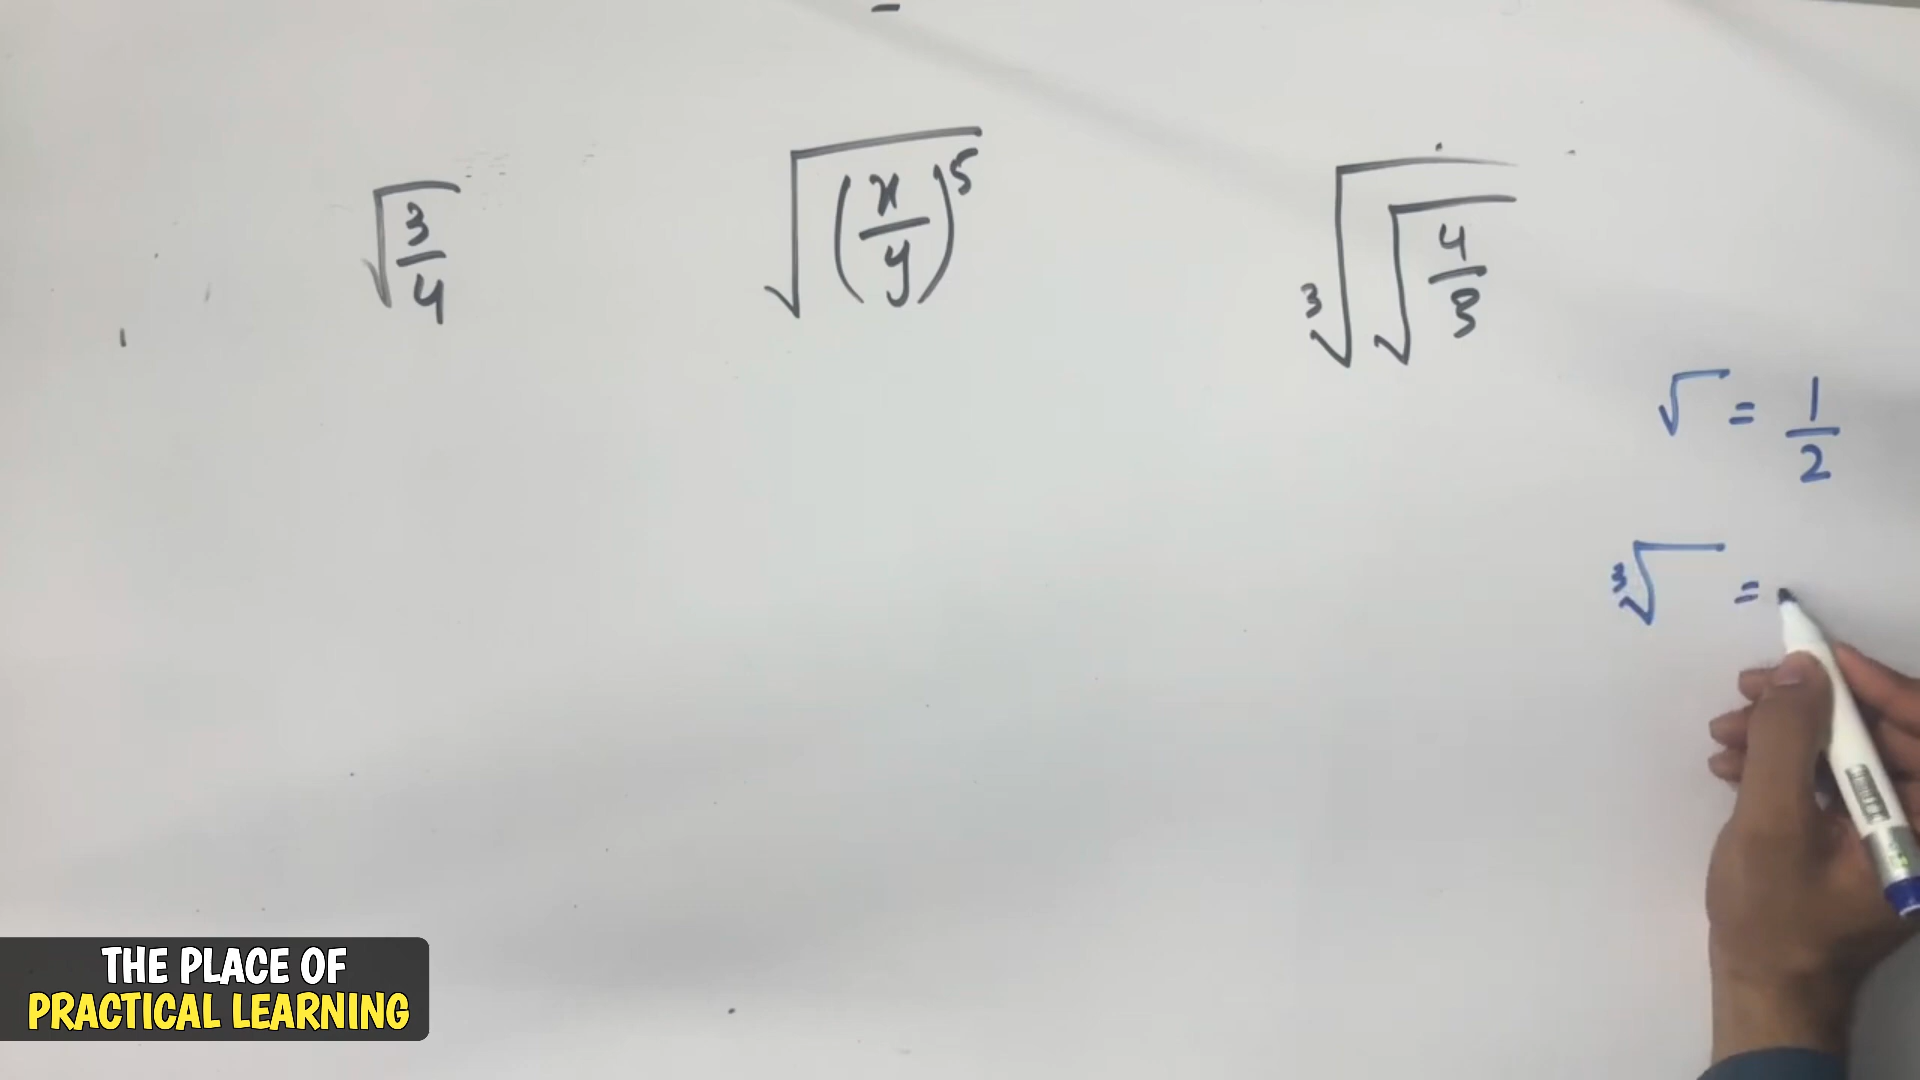 √(3/4)
√((x/y)^5)
∛√(4/3)
√ = 1/2
∛ =
THE PLACE OF
PRACTICAL LEARNING